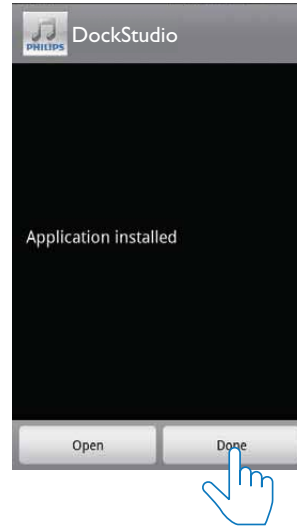 PHILIPS
DockStudio
Application installed
Open
Done